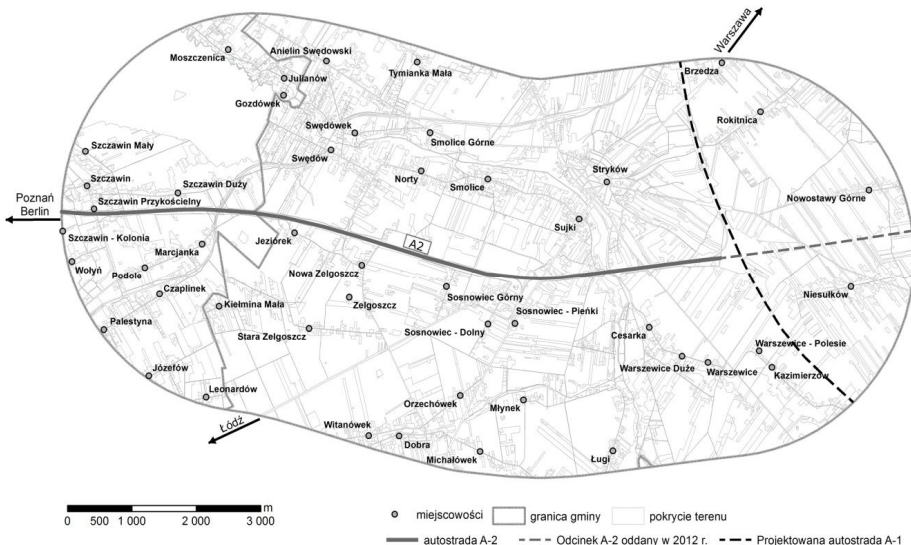 Warszawa
Moszczenica
Anielin Swędowski
Tymianka Mała
Brzedza
Julianów
Gozdówek
Rokitnica
Swędówek
Smolice Górne
Szczawin Mały
Swędów
Stryków
Norty
Smolice
Szczawin
Szczawin Duży
Nowostawy Górne
Poznań
Berlin
Szczawin Przykościelny
Sujki
Szczawin - Kolonia
Jeziórek
A2
Marcjanka
Wołyń
Podole
Nowa Zelgoszcz
Czaplinek
Sosnowiec Górny
Niesułków
Kiełmina Mała
Zelgoszcz
Sosnowiec - Pieńki
Palestyna
Stara Zelgoszcz
Sosnowiec - Dolny
Cesarka
Warszewice - Polesie
Warszewice Duże
Warszewice
Kazimierzów
Józefów
Leonardów
Orzechówek
Młynek
Łódź
Witanówek
Dobra
Michałówek
Ługi
m
0 500 1 000 2 000 3 000
miejscowości granica gminy pokrycie terenu
autostrada A-2 Odcinek A-2 oddany w 2012 r. Projektowana autostrada A-1